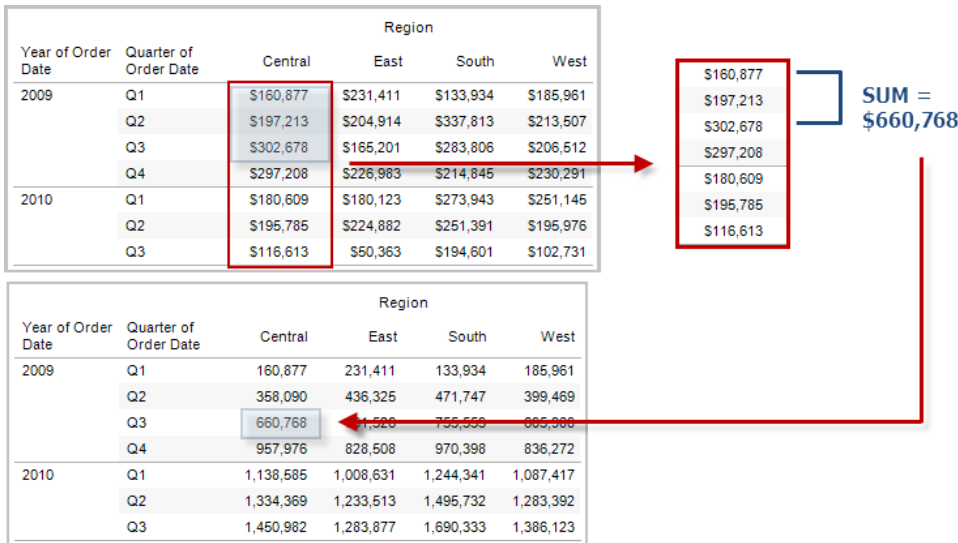 Region
Year of Order Date Quarter of Order Date Central East South West
2009 Q1 $160,877 $231,411 $133,934 $185,961
Q2 $197,213 $204,914 $337,813 $213,507
Q3 $302,678 $165,201 $283,806 $206,512
Q4 $297,208 $226,983 $214,845 $230,291
2010 Q1 $180,609 $180,123 $273,943 $251,145
Q2 $195,785 $224,882 $251,391 $195,976
Q3 $116,613 $50,363 $194,601 $102,731
$160,877
$197,213
$302,678
$297,208
$180,609
$195,785
$116,613
SUM =
$660,768
Region
Year of Order Date Quarter of Order Date Central East South West
2009 Q1 160,877 231,411 133,934 185,961
Q2 358,090 436,325 471,747 399,469
Q3 660,768
Q4 957,976 828,508 970,398 836,272
2010 Q1 1,138,585 1,008,631 1,244,341 1,087,417
Q2 1,334,369 1,233,513 1,495,732 1,283,392
Q3 1,450,982 1,283,877 1,690,333 1,386,123